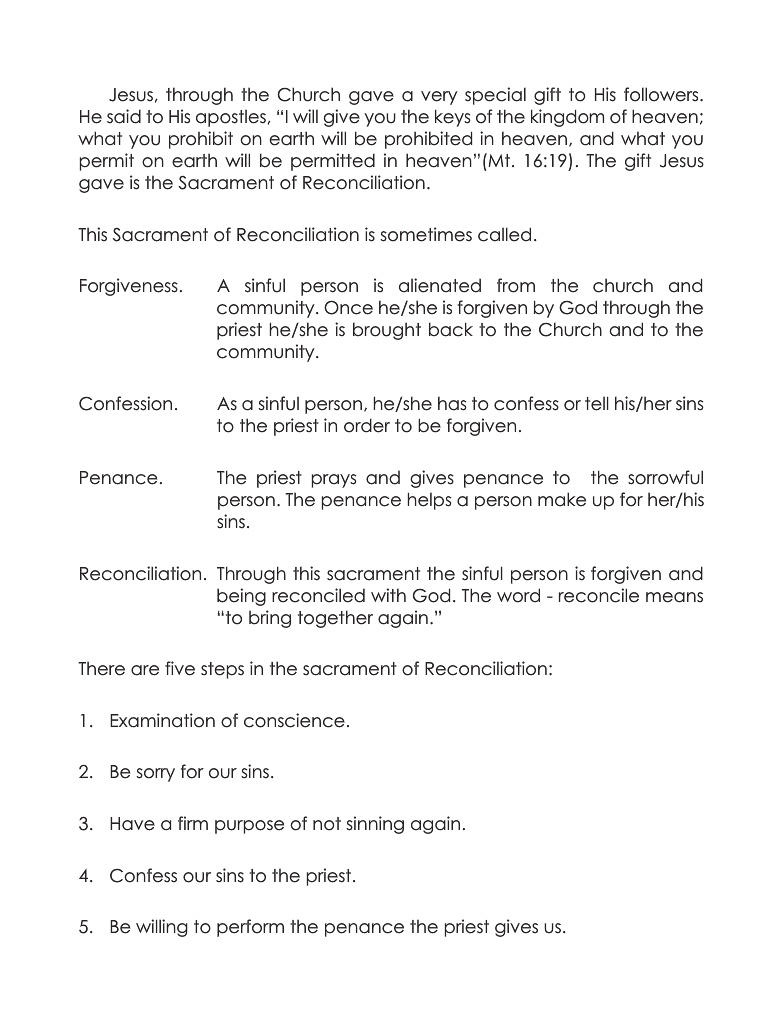 Jesus, through the Church gave a very special gift to His followers.
He said to His apostles, “I will give you the keys of the kingdom of heaven;
what you prohibit on earth will be prohibited in heaven, and what you
permit on earth will be permitted in heaven”(Mt. 16:19). The gift Jesus
gave is the Sacrament of Reconciliation.
This Sacrament of Reconciliation is sometimes called.
Forgiveness. A sinful person is alienated from the church and
community. Once he/she is forgiven by God through the
priest he/she is brought back to the Church and to the
community.
Confession. As a sinful person, he/she has to confess or tell his/her sins
to the priest in order to be forgiven.
Penance. The priest prays and gives penance to the sorrowful
person. The penance helps a person make up for her/his
sins.
Reconciliation. Through this sacrament the sinful person is forgiven and
being reconciled with God. The word - reconcile means
“to bring together again.”
There are five steps in the sacrament of Reconciliation:
1. Examination of conscience.
2. Be sorry for our sins.
3. Have a firm purpose of not sinning again.
4. Confess our sins to the priest.
5. Be willing to perform the penance the priest gives us.